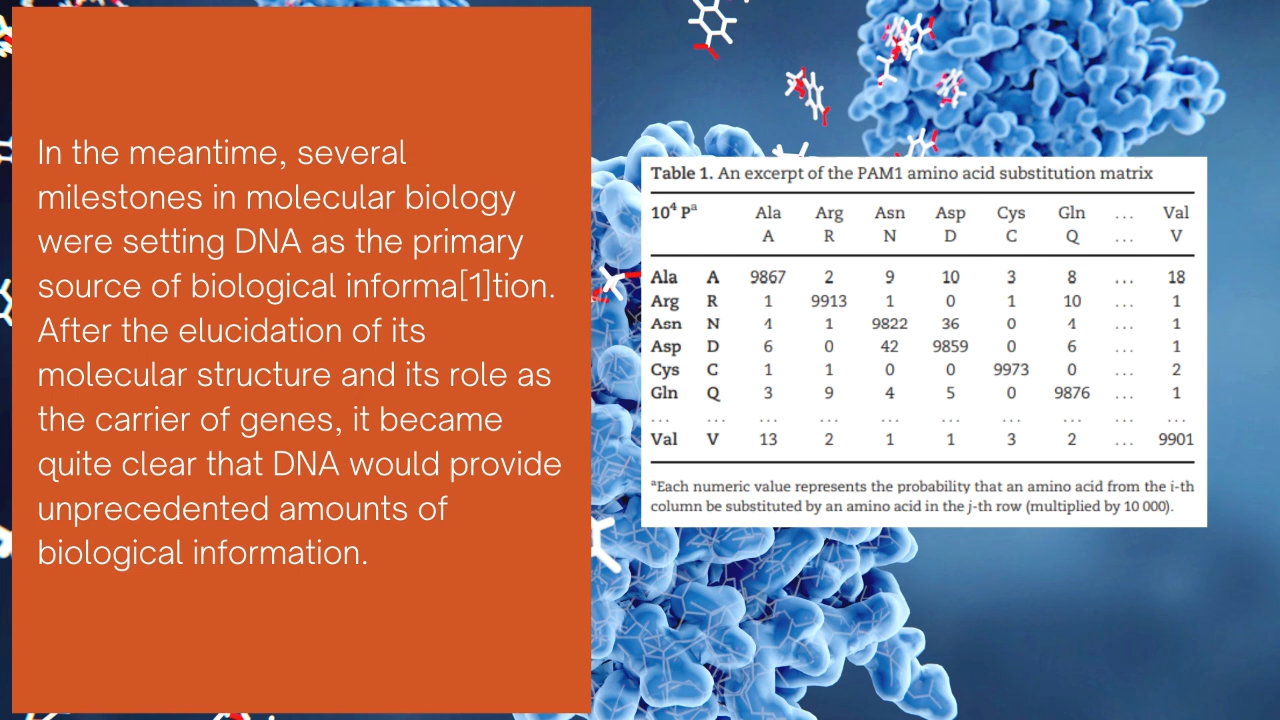 In the meantime, several
milestones in molecular biology
were setting DNA as the primary
source of biological informa[1]tion.
After the elucidation of its
molecular structure and its role as
the carrier of genes, it became
quite clear that DNA would provide
unprecedented amounts of
biological information.
Table 1. An excerpt of the PAM1 amino acid substitution matrix
10⁴ Pᵃ Ala Arg Asn Asp Cys Gln ... Val
A R N D C Q ... V
Ala A 9867 2 9 10 3 8 ... 18
Arg R 1 9913 1 0 1 10 ... 1
Asn N 4 1 9822 36 0 4 ... 1
Asp D 6 0 42 9859 0 6 ... 1
Cys C 1 1 0 0 9973 0 ... 2
Gln Q 3 9 4 5 0 9876 ... 1
... ... ... ... ... ... ... ... ... ...
Val V 13 2 1 1 3 2 ... 9901
ᵃEach numeric value represents the probability that an amino acid from the i-th
column be substituted by an amino acid in the j-th row (multiplied by 10 000).